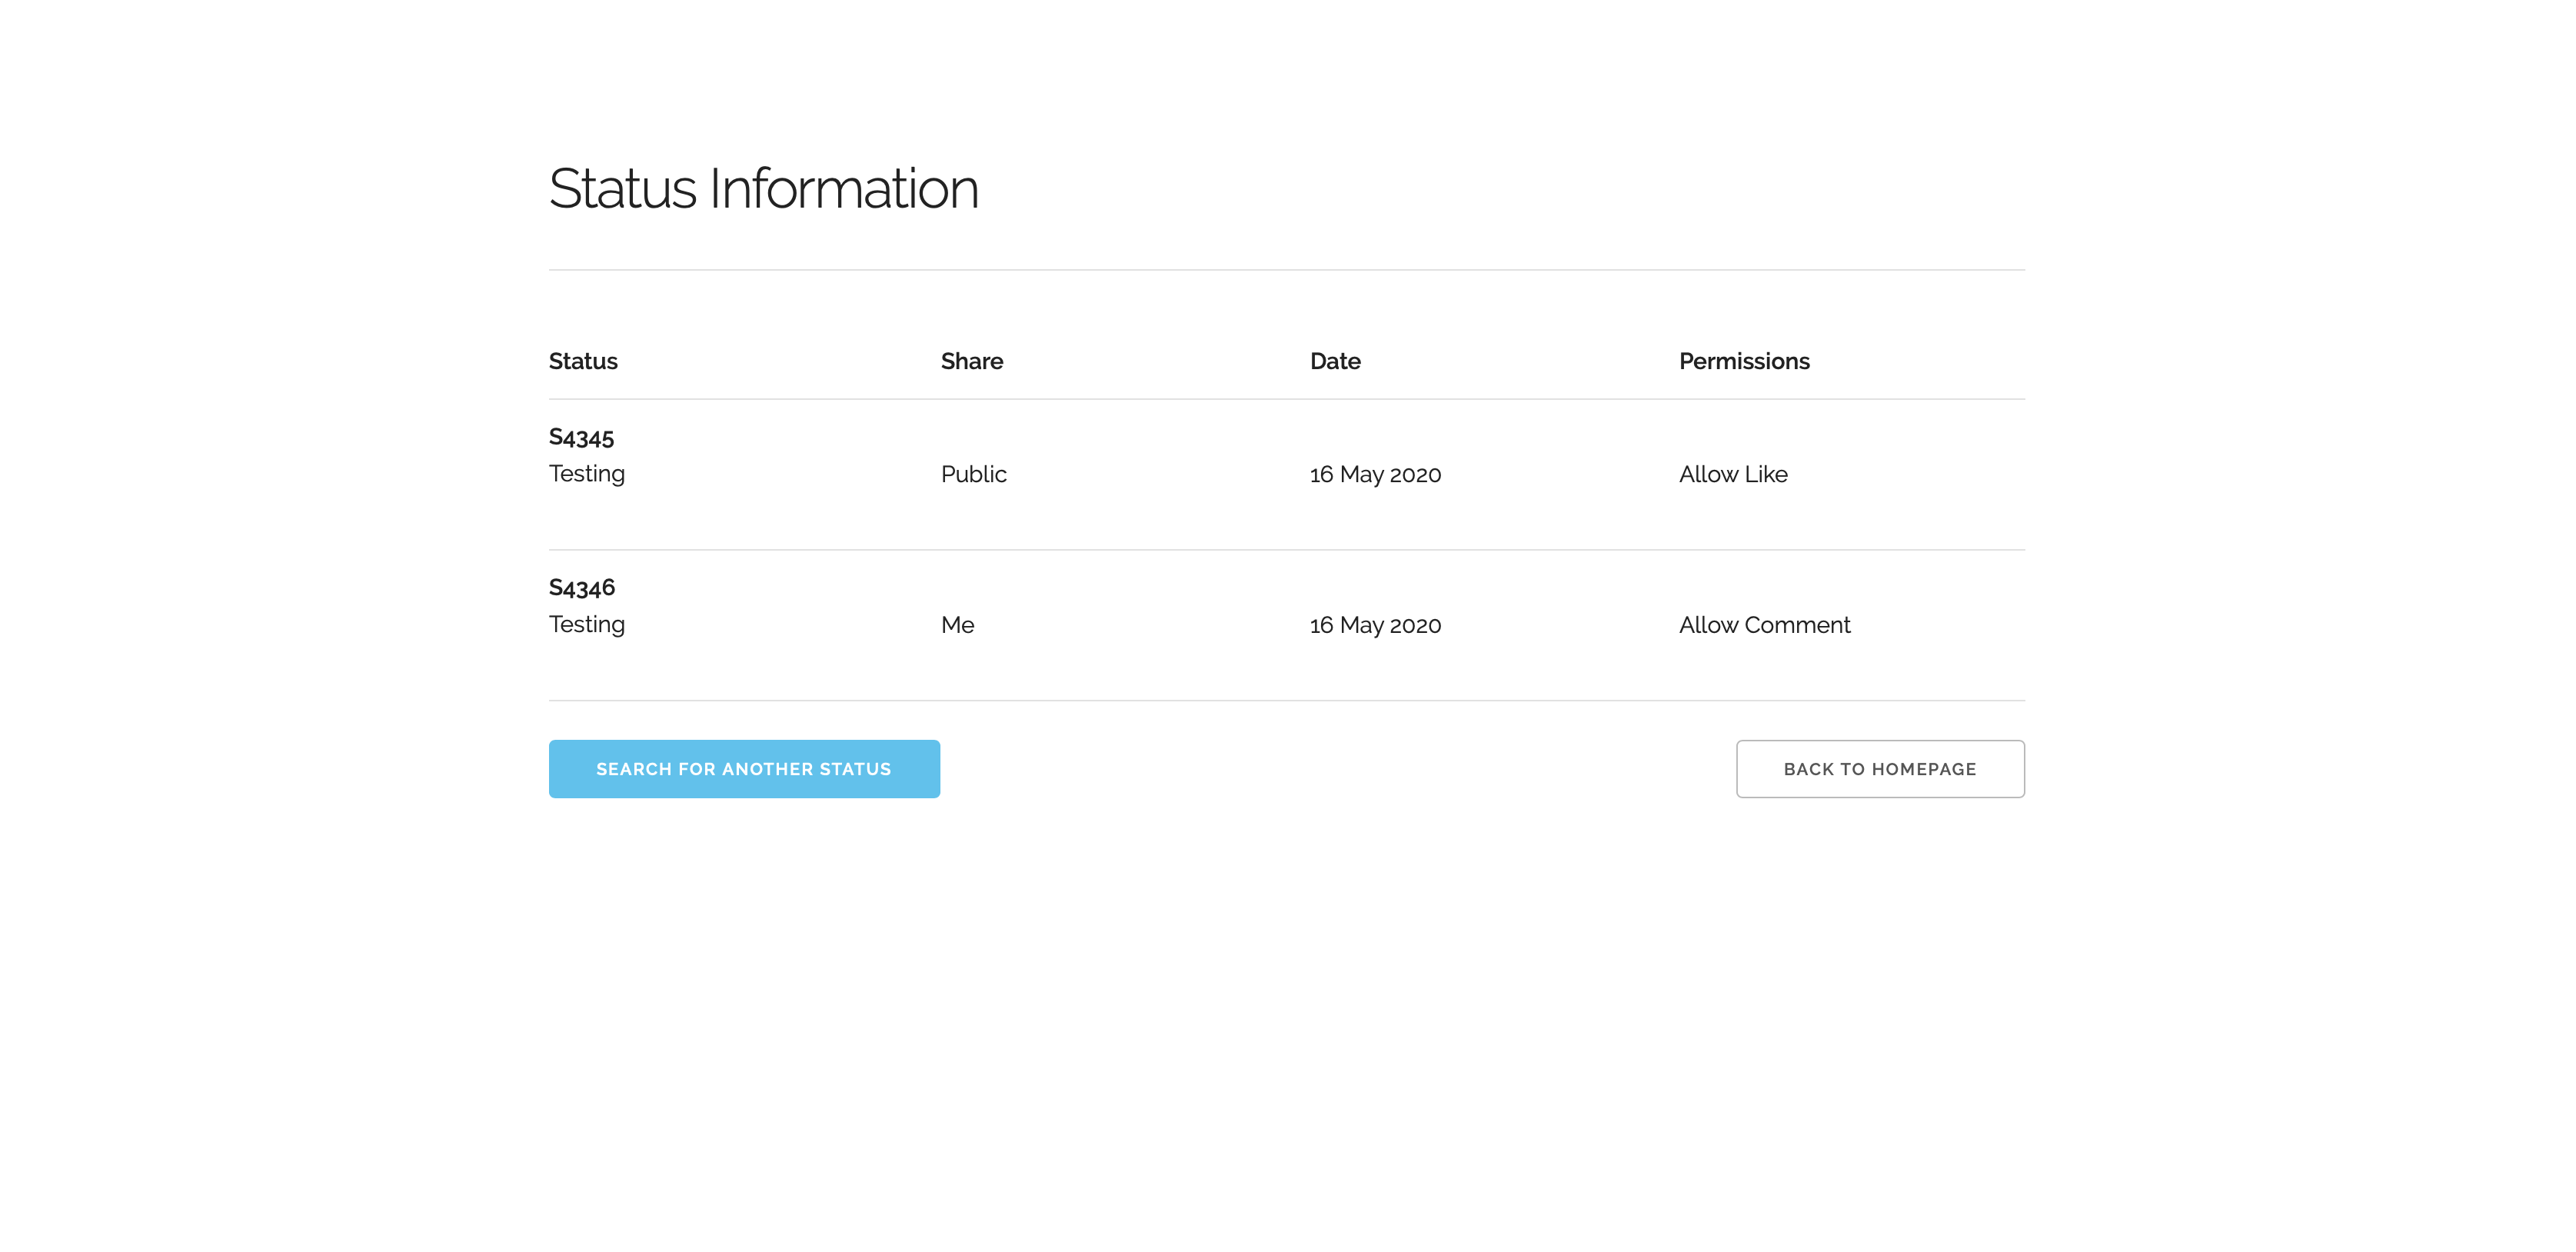 Status Information
Status Share Date Permissions
S4345
Testing Public 16 May 2020 Allow Like
S4346
Testing Me 16 May 2020 Allow Comment
SEARCH FOR ANOTHER STATUS BACK TO HOMEPAGE